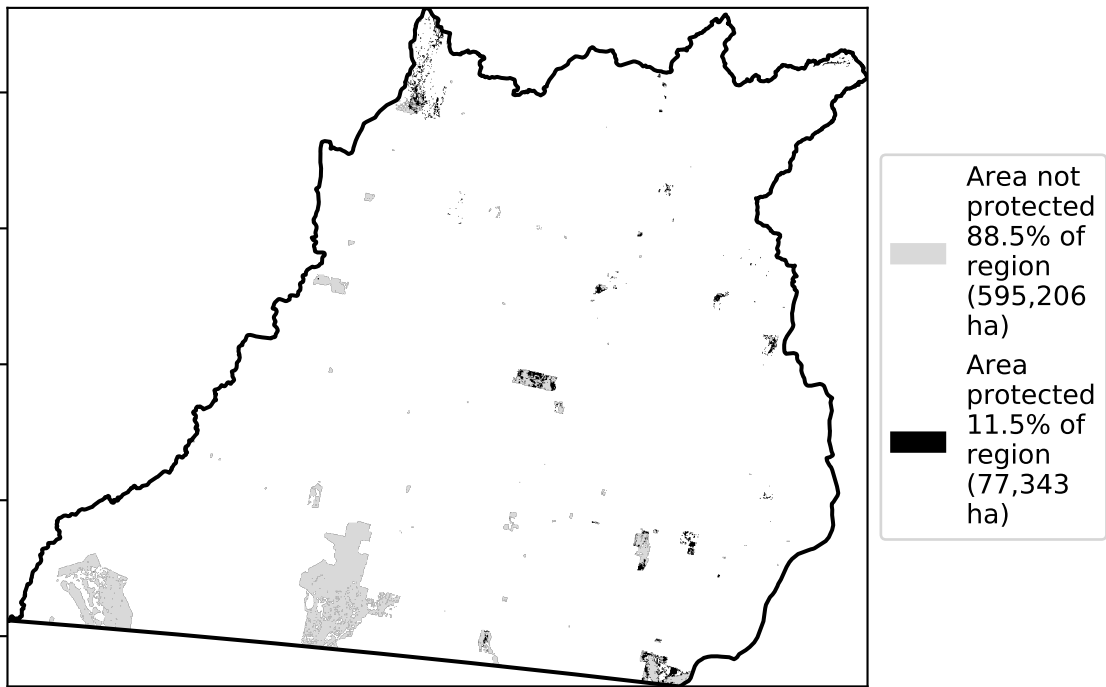 Area not
protected
88.5% of
region
(595,206
ha)
Area
protected
11.5% of
region
(77,343
ha)